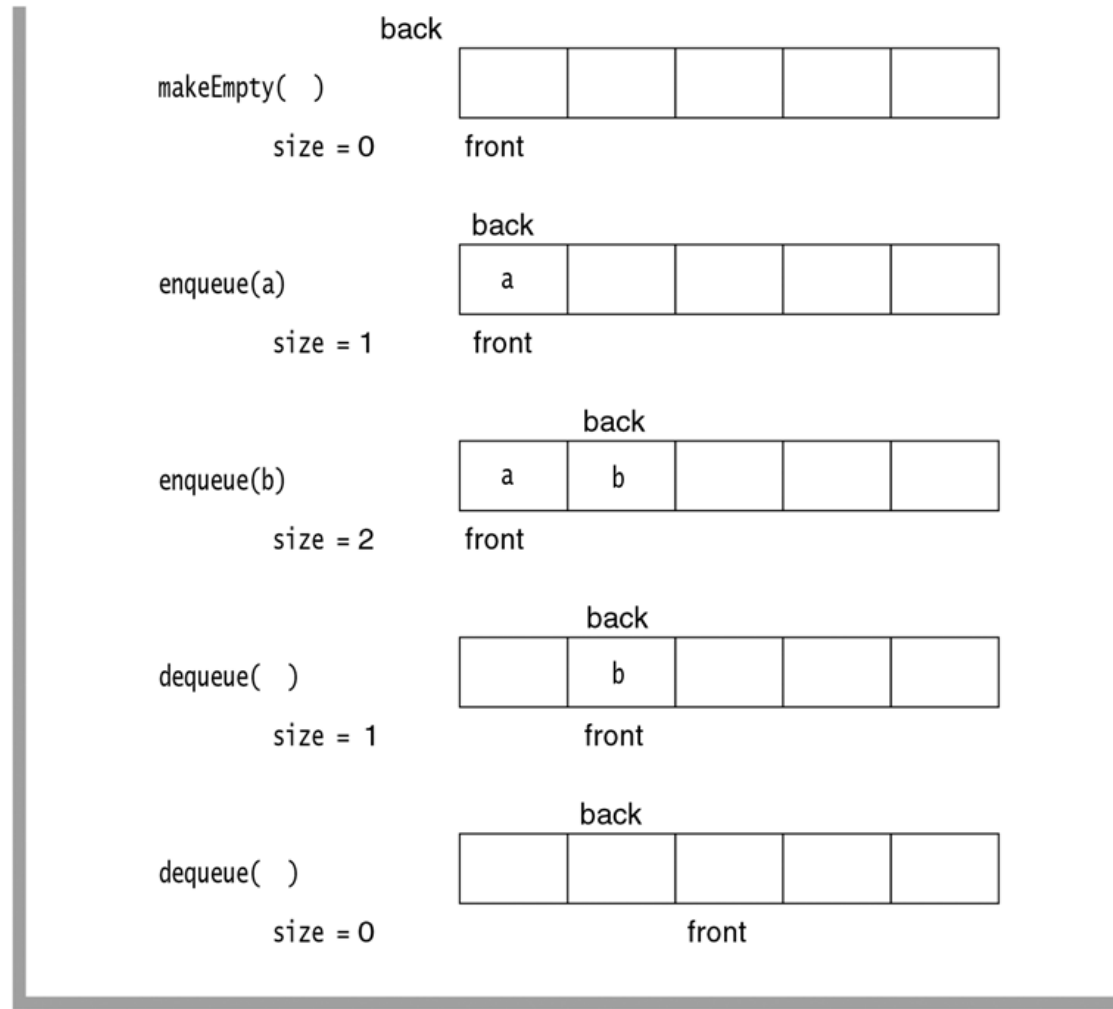 back
makeEmpty( )
size = 0 front
back
enqueue(a) a
size = 1 front
back
enqueue(b) a b
size = 2 front
back
dequeue( ) b
size = 1 front
back
dequeue( )
size = 0 front